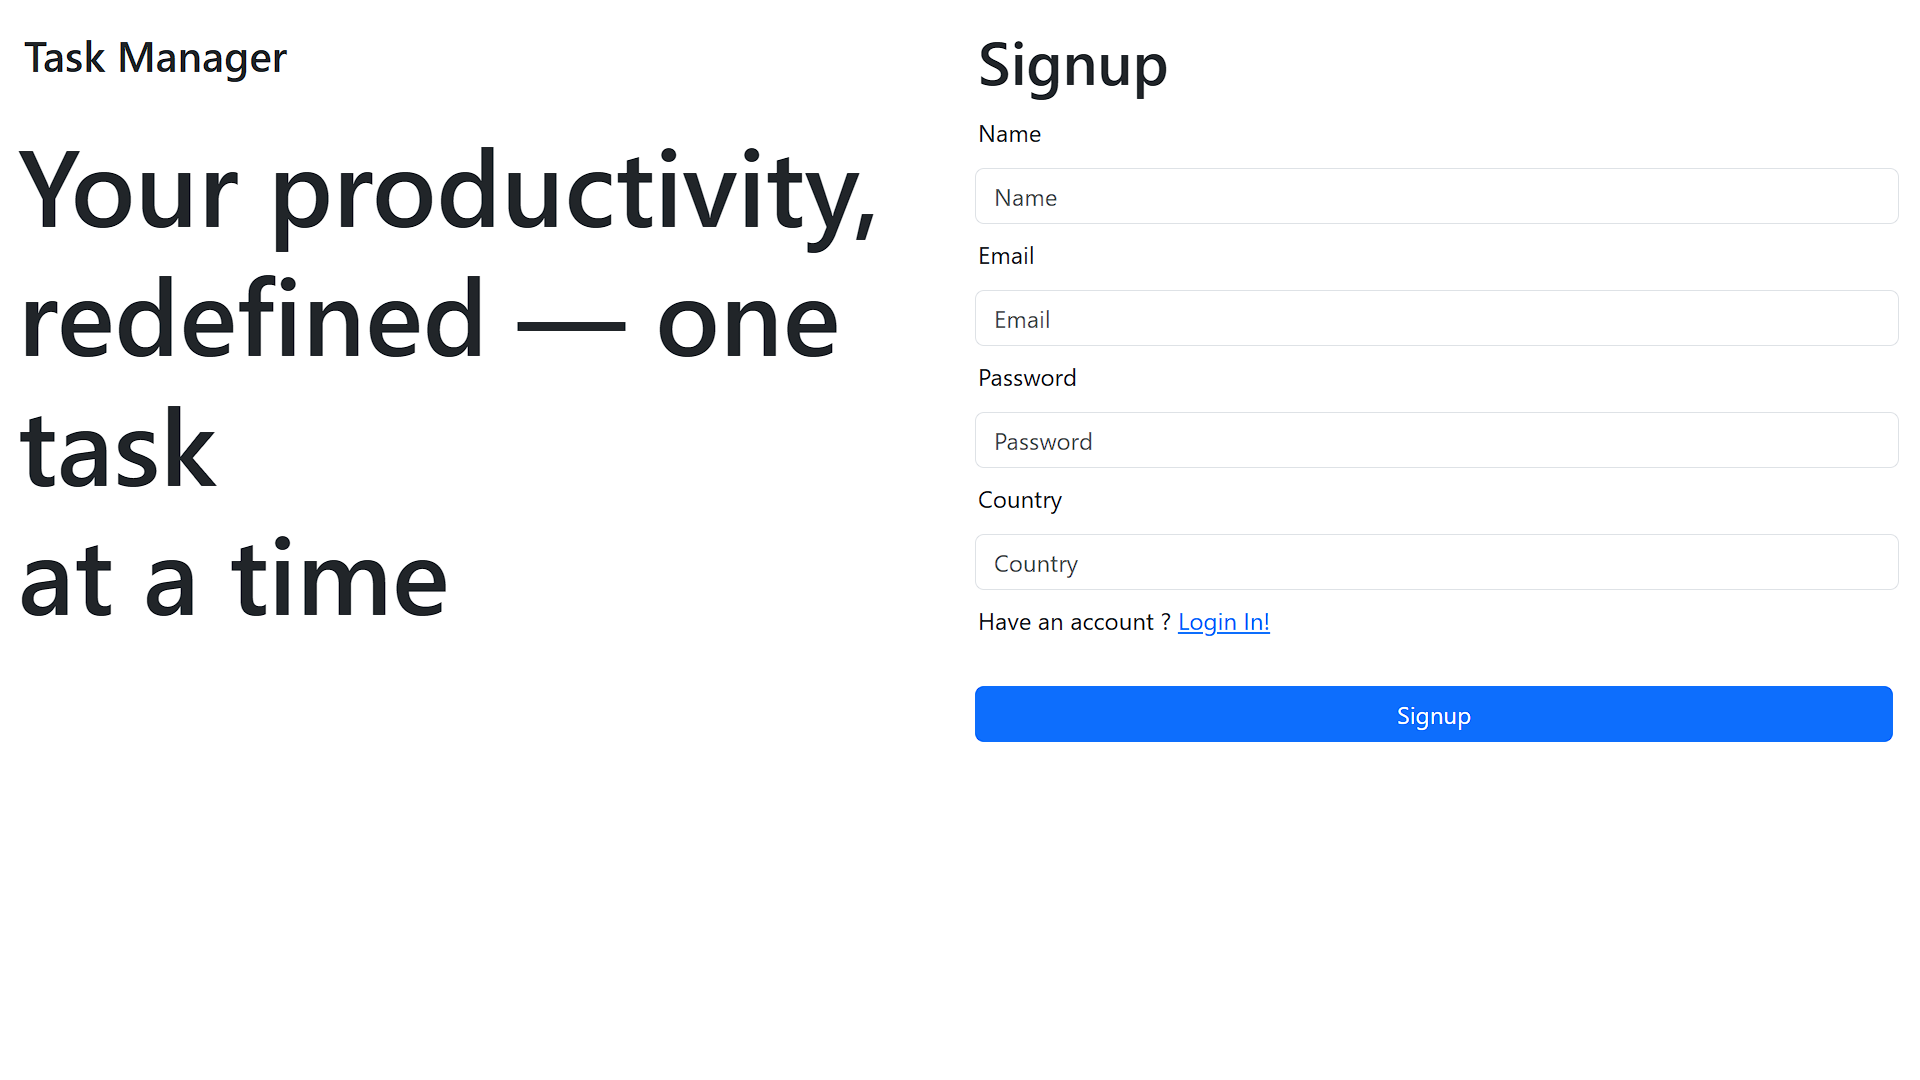 Task Manager
Your productivity,
redefined — one
task
at a time
Signup
Name
Name
Email
Email
Password
Password
Country
Country
Have an account ? Login In!
Signup